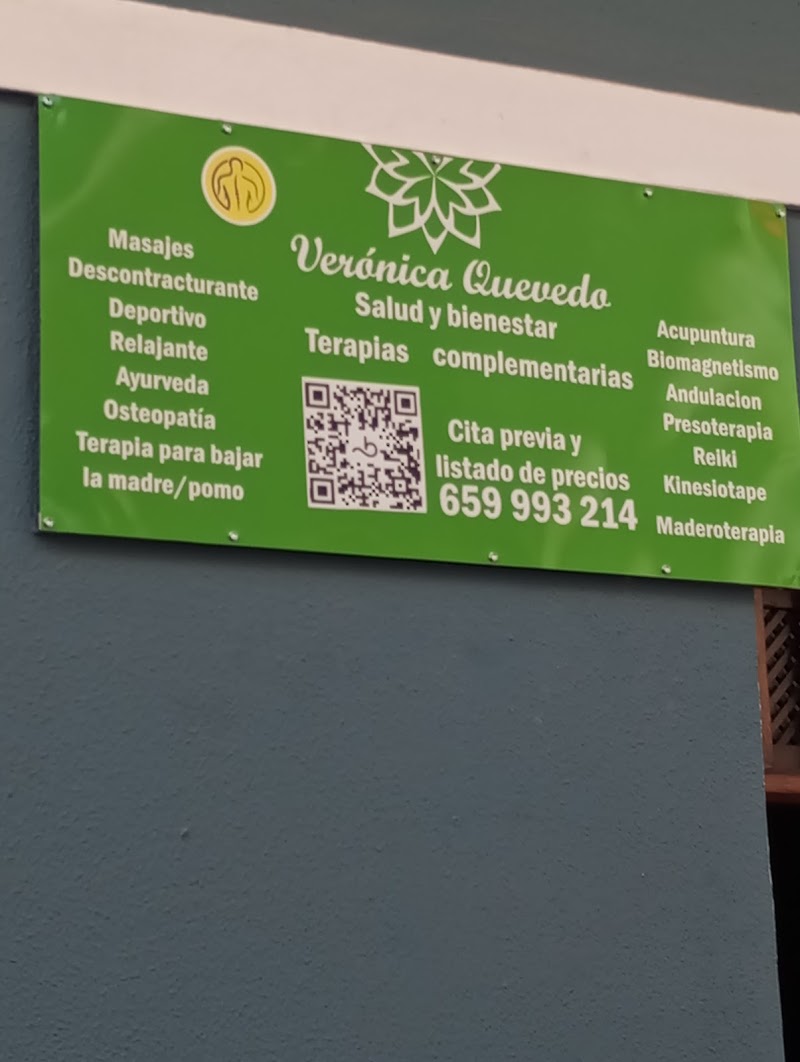 Verónica Quevedo
Salud y bienestar
Terapias complementarias
Masajes
Descontracturante
Deportivo
Relajante
Ayurveda
Osteopatía
Terapia para bajar
la madre/pomo
Cita previa y
listado de precios
659 993 214
Acupuntura
Biomagnetismo
Andulacion
Presoterapia
Reiki
Kinesiotape
Maderoterapia